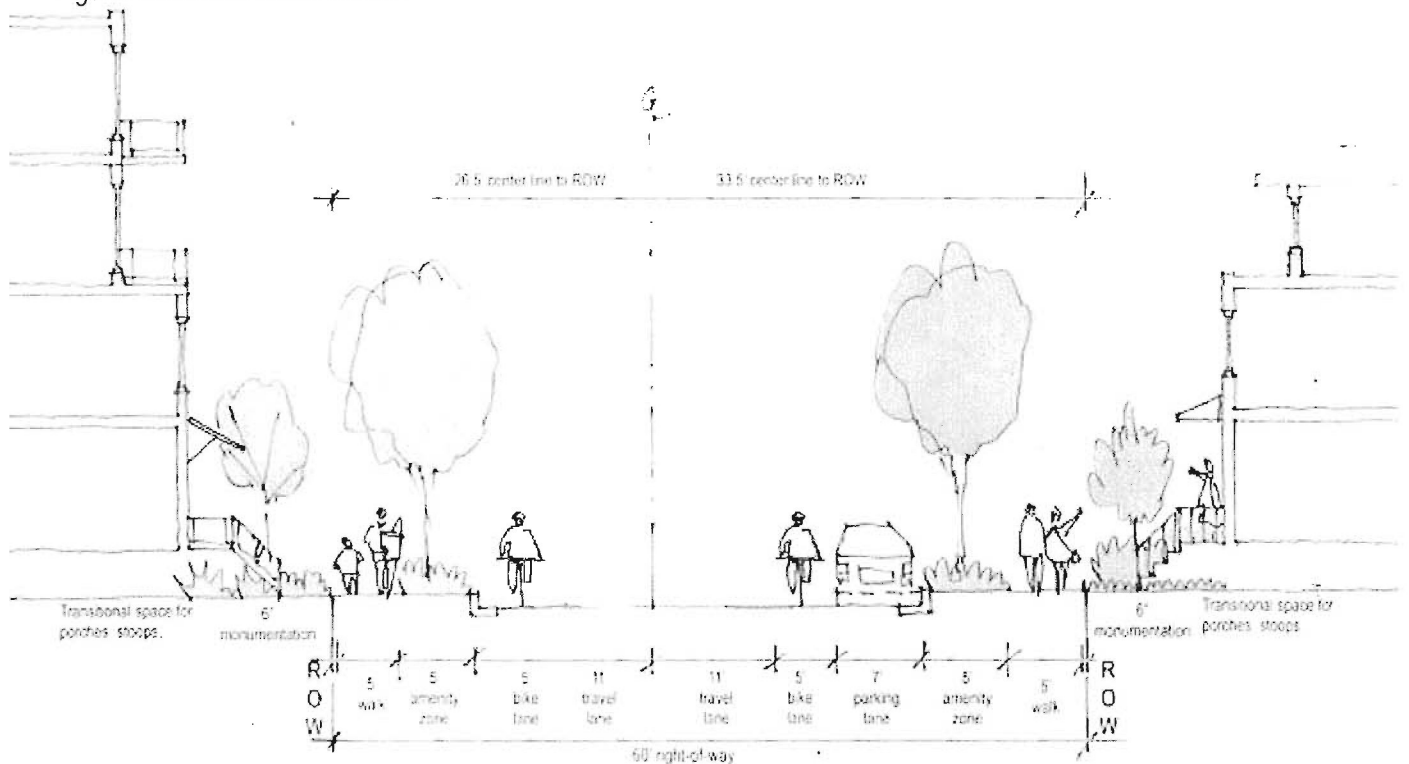 26.5' center line to ROW
33.5' center line to ROW
Transitional space for
porches, stoops.
6'
monumentation
6'
monumentation
Transitional space for
porches, stoops
ROW
5'
walk
5'
amenity
zone
5'
bike
lane
11'
travel
lane
11'
travel
lane
5'
bike
lane
7'
parking
lane
amenity
zone
5'
walk
ROW
60' right-of-way